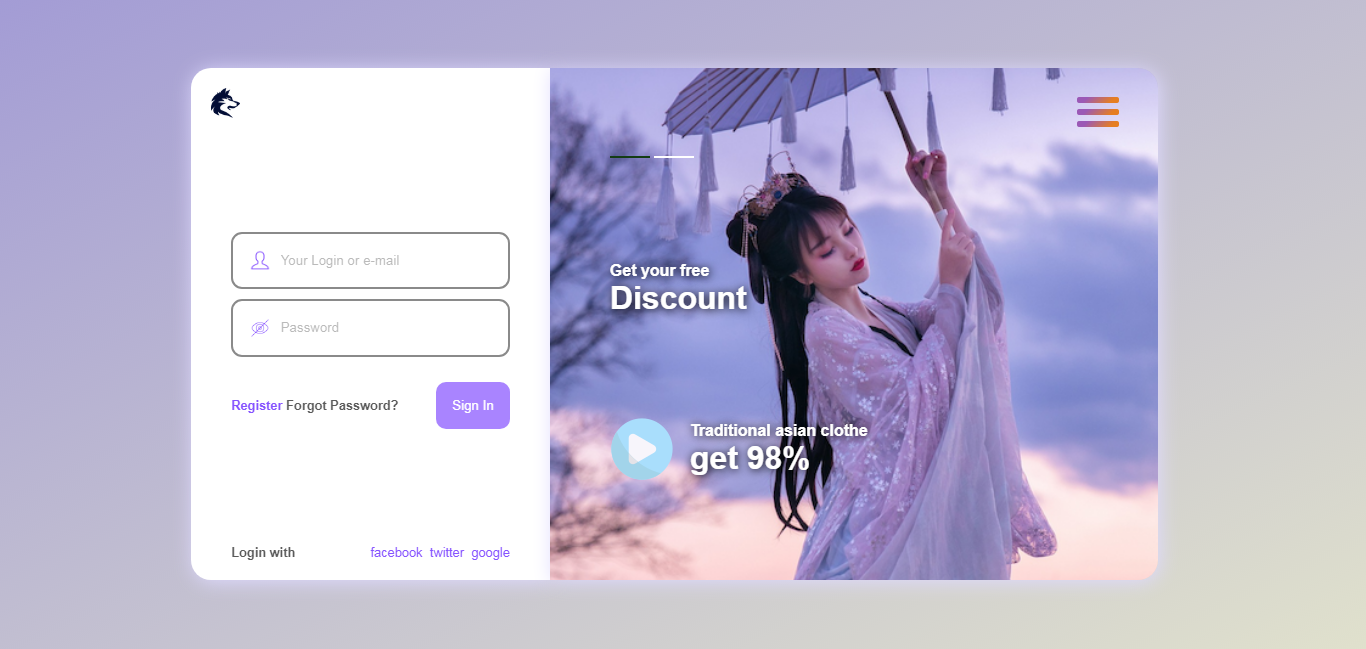 Your Login or e-mail
Password
Register Forgot Password?
Sign In
Login with
facebook twitter google
Get your free
Discount
Traditional asian clothe
get 98%